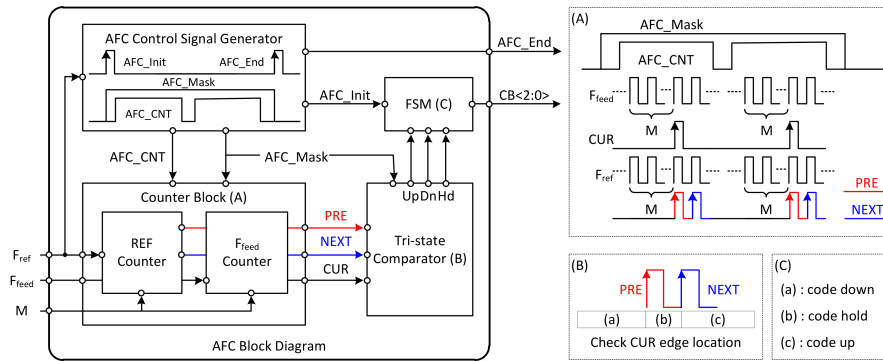 AFC Control Signal Generator
AFC_Init
AFC_End
AFC_Mask
AFC_CNT
AFC_End
AFC_Init
FSM (C)
CB<2:0>
AFC_CNT
AFC_Mask
UpDnHd
Counter Block (A)
REF Counter
Ffeed Counter
PRE
NEXT
CUR
Tri-state Comparator (B)
Fref
Ffeed
M
AFC Block Diagram
(A)
AFC_Mask
AFC_CNT
Ffeed
M
M
CUR
Fref
M
M
PRE
NEXT
(B)
PRE
NEXT
(a)
(b)
(c)
Check CUR edge location
(C)
(a) : code down
(b) : code hold
(c) : code up